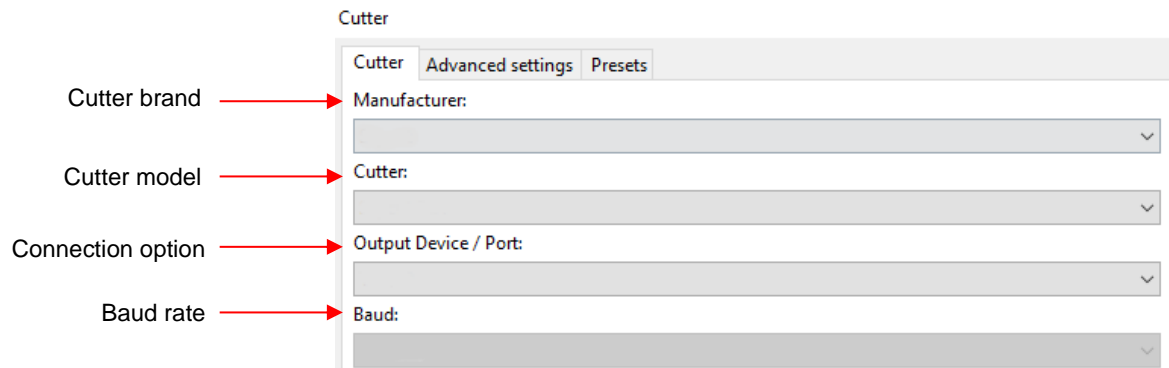 Cutter
Cutter Advanced settings Presets
Cutter brand
Manufacturer:
Cutter model
Cutter:
Connection option
Output Device / Port:
Baud rate
Baud: